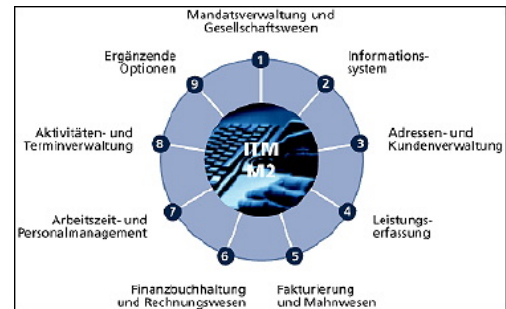 Mandatsverwaltung und
Gesellschaftswesen
1
Informations-
system
2
Adressen- und
Kundenverwaltung
3
Leistungs-
erfassung
4
Fakturierung
und Mahnwesen
5
Finanzbuchhaltung
und Rechnungswesen
6
Arbeitszeit- und
Personalmanagement
7
Aktivitäten- und
Terminverwaltung
8
Ergänzende
Optionen
9
ITM
M2